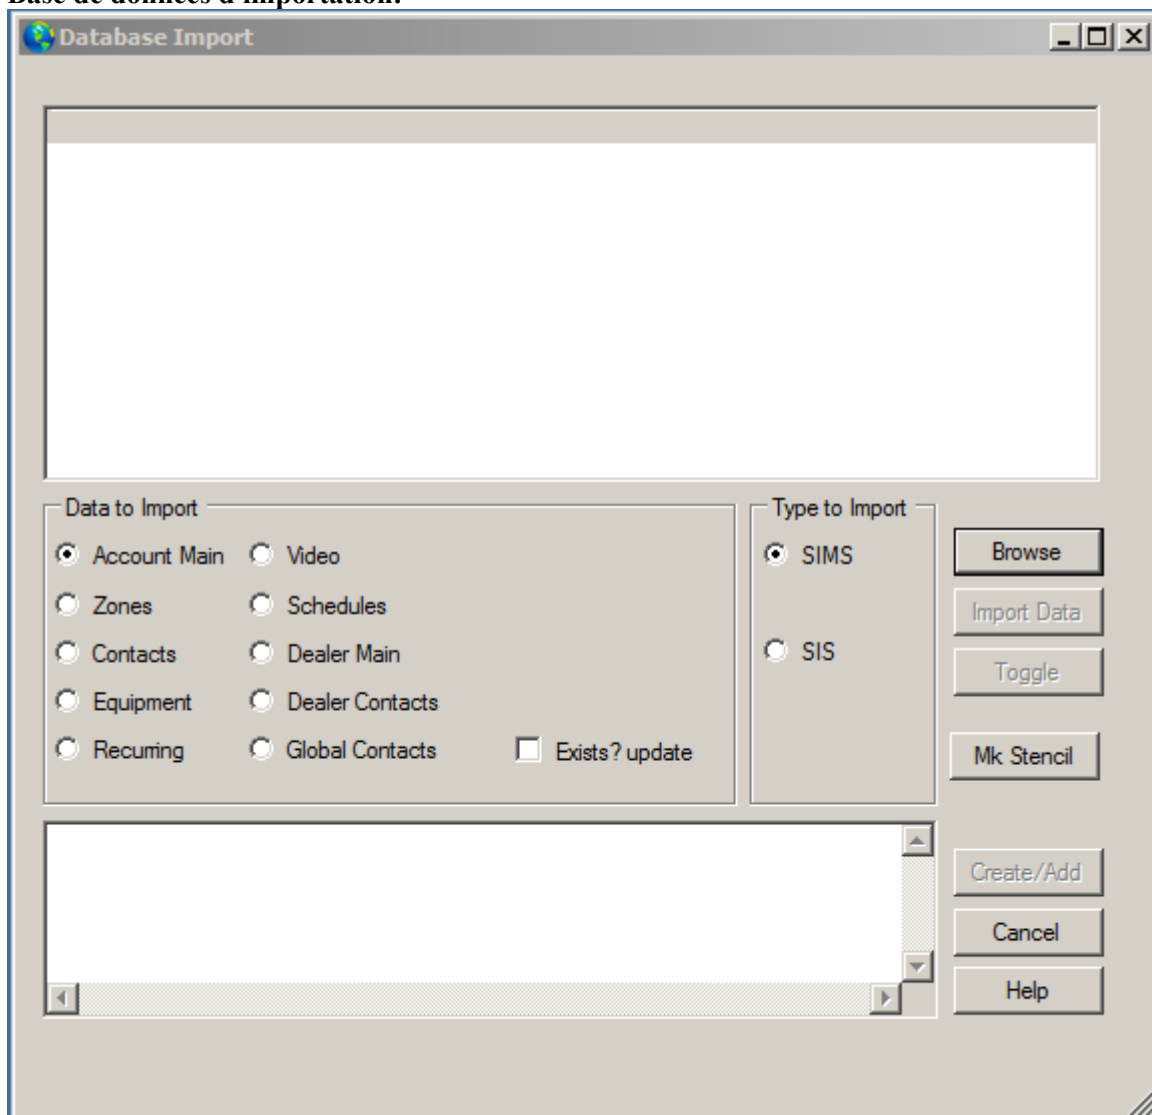 Base de données d'importation:
Database Import
Data to Import
Type to Import
Account Main Video SIMS Browse
Zones Schedules Import Data
Contacts Dealer Main SIS Toggle
Equipment Dealer Contacts
Recurring Global Contacts Exists? update Mk Stencil
Create/Add
Cancel
Help